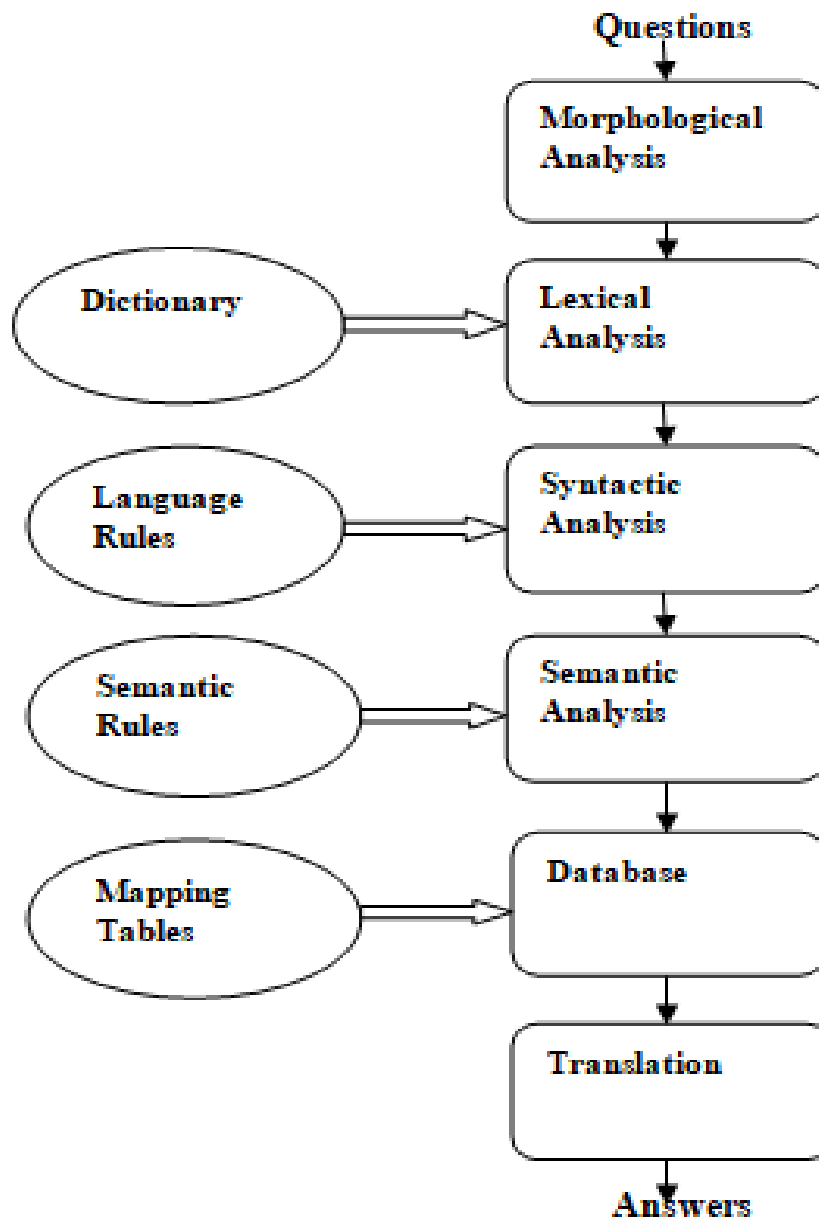 Questions
Morphological
Analysis
Dictionary
Lexical
Analysis
Language
Rules
Syntactic
Analysis
Semantic
Rules
Semantic
Analysis
Mapping
Tables
Database
Translation
Answers